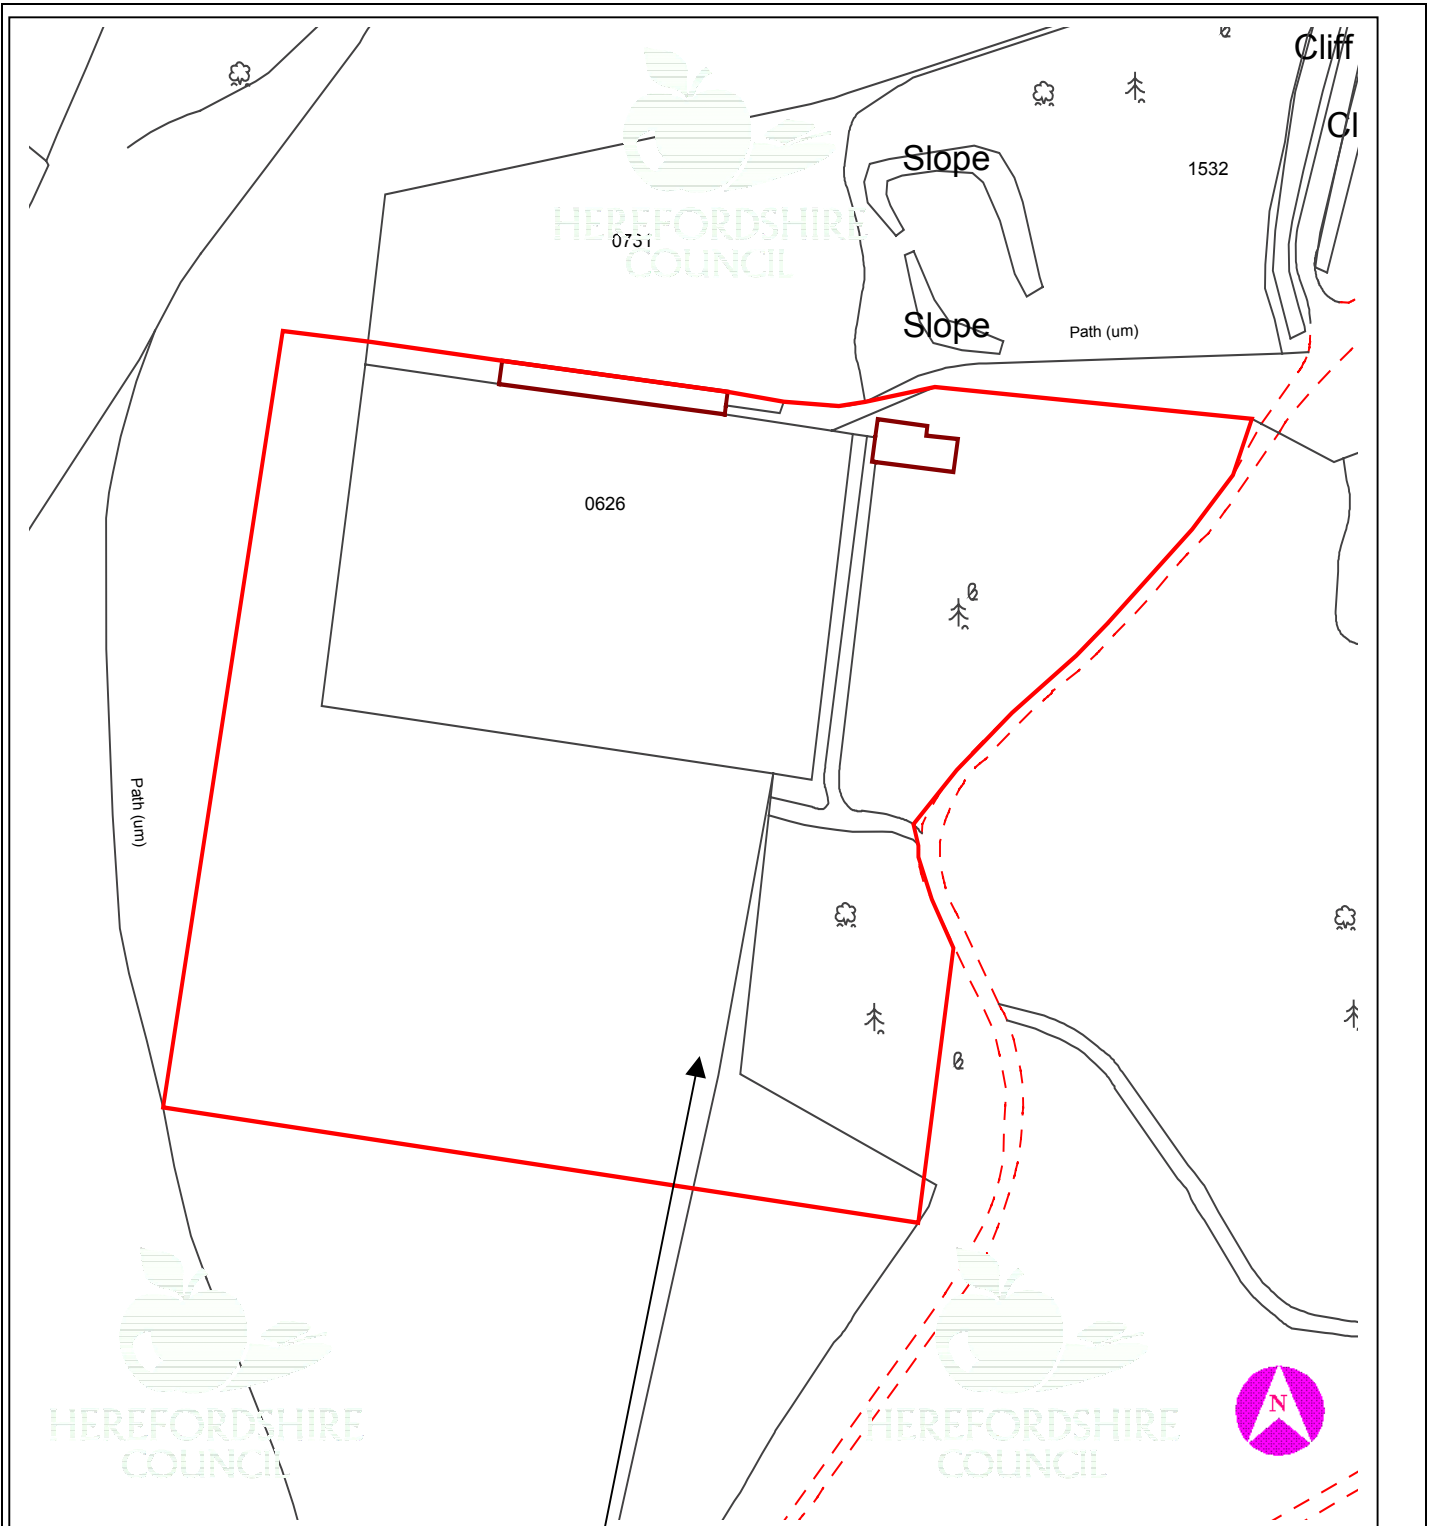 Cliff
Cl
Slope
1532
HEREFORDSHIRE
COUNCIL
0731
Slope
Path (um)
0626
Path (um)
HEREFORDSHIRE
COUNCIL
HEREFORDSHIRE
COUNCIL
N